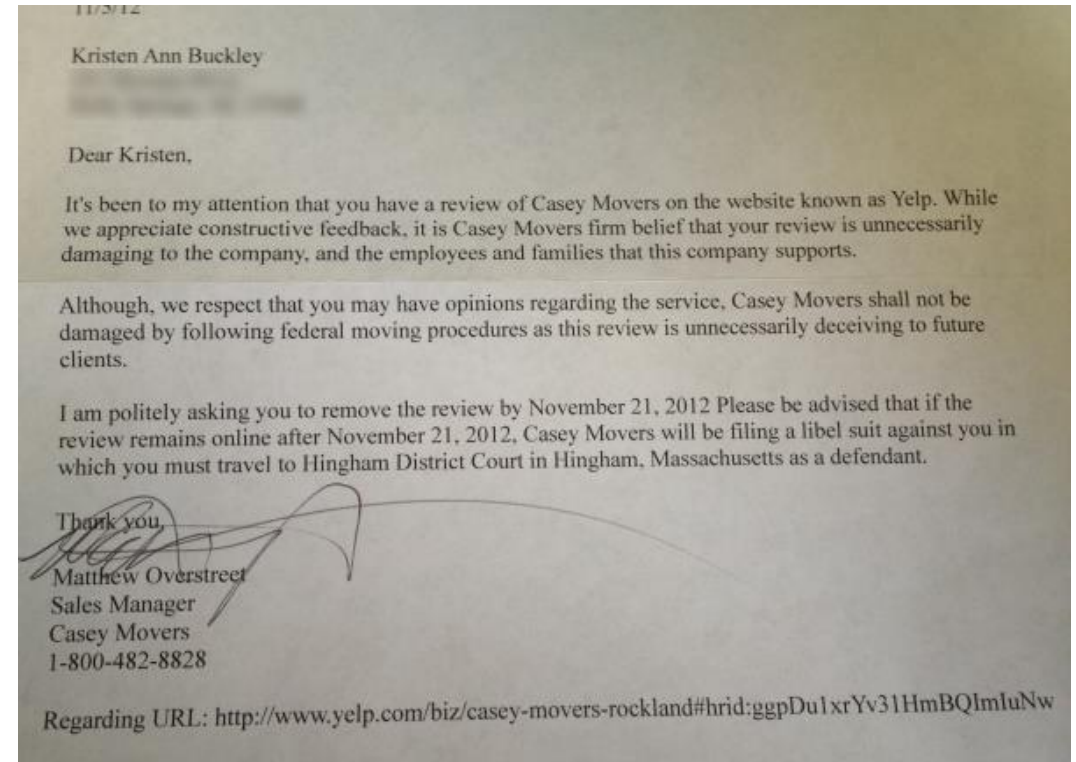 11/5/12
Kristen Ann Buckley
Dear Kristen,
It's been to my attention that you have a review of Casey Movers on the website known as Yelp. While
we appreciate constructive feedback, it is Casey Movers firm belief that your review is unnecessarily
damaging to the company, and the employees and families that this company supports.
Although, we respect that you may have opinions regarding the service, Casey Movers shall not be
damaged by following federal moving procedures as this review is unnecessarily deceiving to future
clients.
I am politely asking you to remove the review by November 21, 2012 Please be advised that if the
review remains online after November 21, 2012, Casey Movers will be filing a libel suit against you in
which you must travel to Hingham District Court in Hingham, Massachusetts as a defendant.
Thank you,
Matthew Overstreet
Sales Manager
Casey Movers
1-800-482-8828
Regarding URL: http://www.yelp.com/biz/casey-movers-rockland#hrid:ggpDu1xrYv31HmBQImIuNw